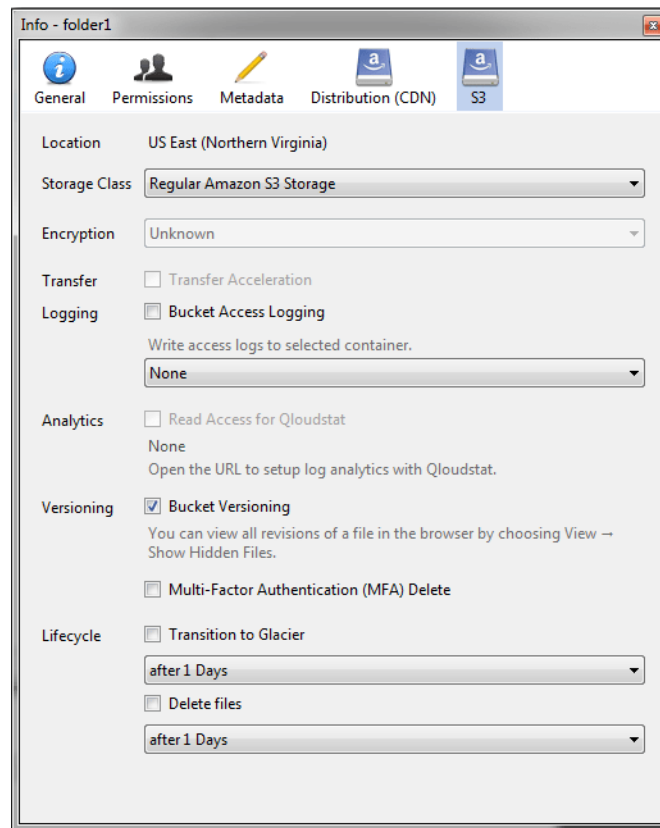 Info - folder1
General Permissions Metadata Distribution (CDN) S3
Location US East (Northern Virginia)
Storage Class Regular Amazon S3 Storage
Encryption Unknown
Transfer Transfer Acceleration
Logging Bucket Access Logging
Write access logs to selected container.
None
Analytics Read Access for Qloudstat
None
Open the URL to setup log analytics with Qloudstat.
Versioning Bucket Versioning
You can view all revisions of a file in the browser by choosing View →
Show Hidden Files.
Multi-Factor Authentication (MFA) Delete
Lifecycle Transition to Glacier
after 1 Days
Delete files
after 1 Days